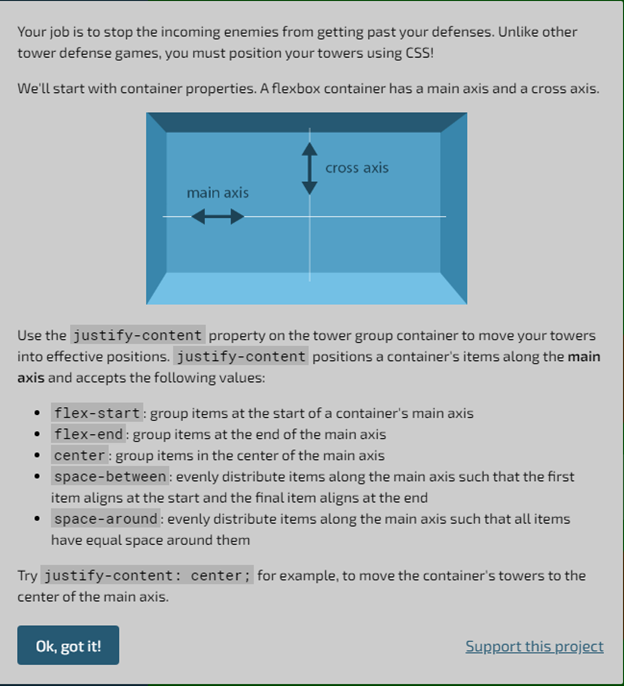 Your job is to stop the incoming enemies from getting past your defenses. Unlike other
tower defense games, you must position your towers using CSS!
We'll start with container properties. A flexbox container has a main axis and a cross axis.
cross axis
main axis
Use the justify-content property on the tower group container to move your towers
into effective positions. justify-content positions a container's items along the main
axis and accepts the following values:
flex-start: group items at the start of a container's main axis
flex-end: group items at the end of the main axis
center: group items in the center of the main axis
space-between: evenly distribute items along the main axis such that the first
item aligns at the start and the final item aligns at the end
space-around: evenly distribute items along the main axis such that all items
have equal space around them
Try justify-content: center; for example, to move the container's towers to the
center of the main axis.
Ok, got it!
Support this project